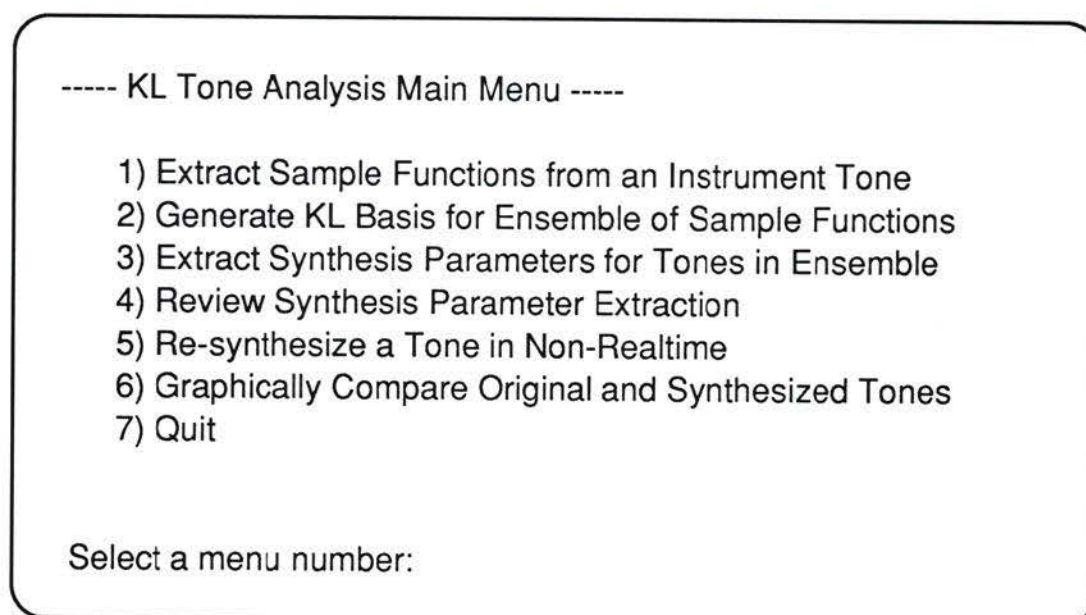 ----- KL Tone Analysis Main Menu -----
1) Extract Sample Functions from an Instrument Tone
2) Generate KL Basis for Ensemble of Sample Functions
3) Extract Synthesis Parameters for Tones in Ensemble
4) Review Synthesis Parameter Extraction
5) Re-synthesize a Tone in Non-Realtime
6) Graphically Compare Original and Synthesized Tones
7) Quit
Select a menu number: